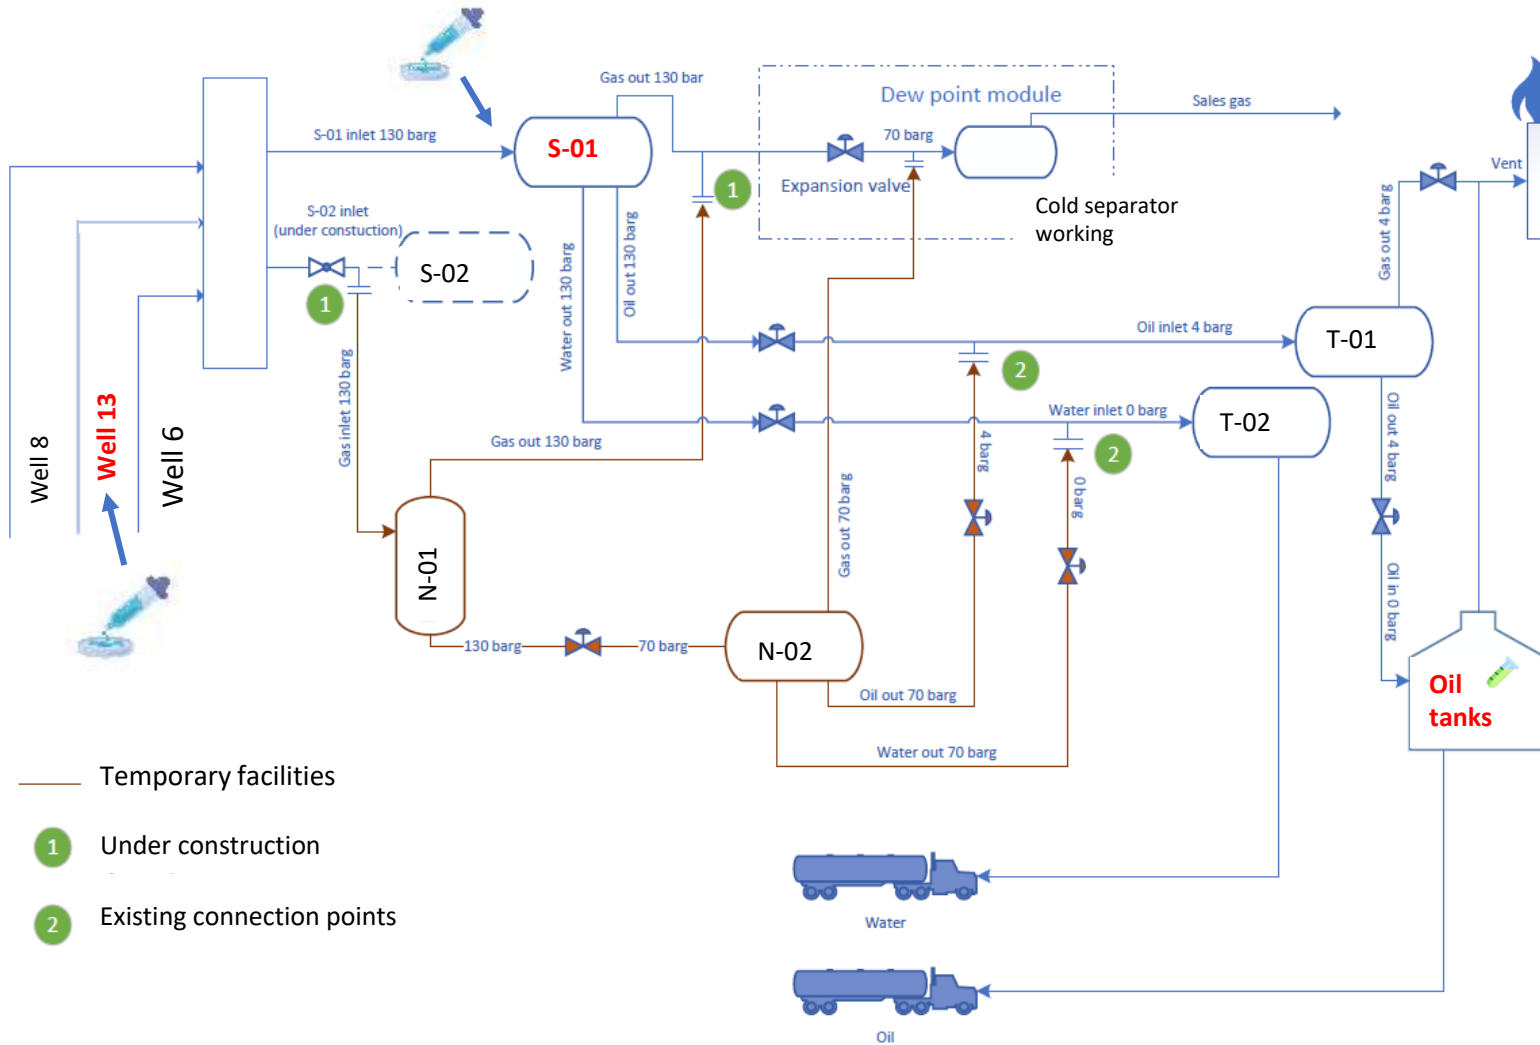 Gas out 130 bar
Dew point module
Sales gas
S-01 inlet 130 barg
S-01
70 barg
Expansion valve
Vent
1
Cold separator
working
S-02 inlet
(under constuction)
S-02
1
Gas out 4 barg
Water out 130 barg
Oil out 130 barg
Oil inlet 4 barg
T-01
2
Water inlet 0 barg
T-02
2
Oil out 4 barg
Well 8
Well 13
Well 6
Gas inlet 130 barg
Gas out 130 barg
4 barg
0 barg
Gas out 70 barg
N-01
130 barg
70 barg
N-02
Oil out 70 barg
Water out 70 barg
Oil in 0 barg
Oil
tanks
Temporary facilities
1
Under construction
2
Existing connection points
Water
Oil